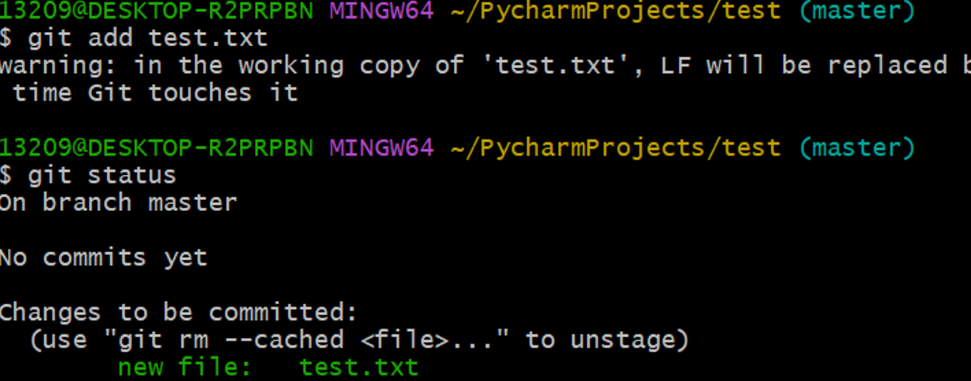 13209@DESKTOP-R2PRPBN MINGW64 ~/PycharmProjects/test (master)
$ git add test.txt
warning: in the working copy of 'test.txt', LF will be replaced
time Git touches it
13209@DESKTOP-R2PRPBN MINGW64 ~/PycharmProjects/test (master)
$ git status
On branch master
No commits yet
Changes to be committed:
(use "git rm --cached <file>..." to unstage)
new file: test.txt